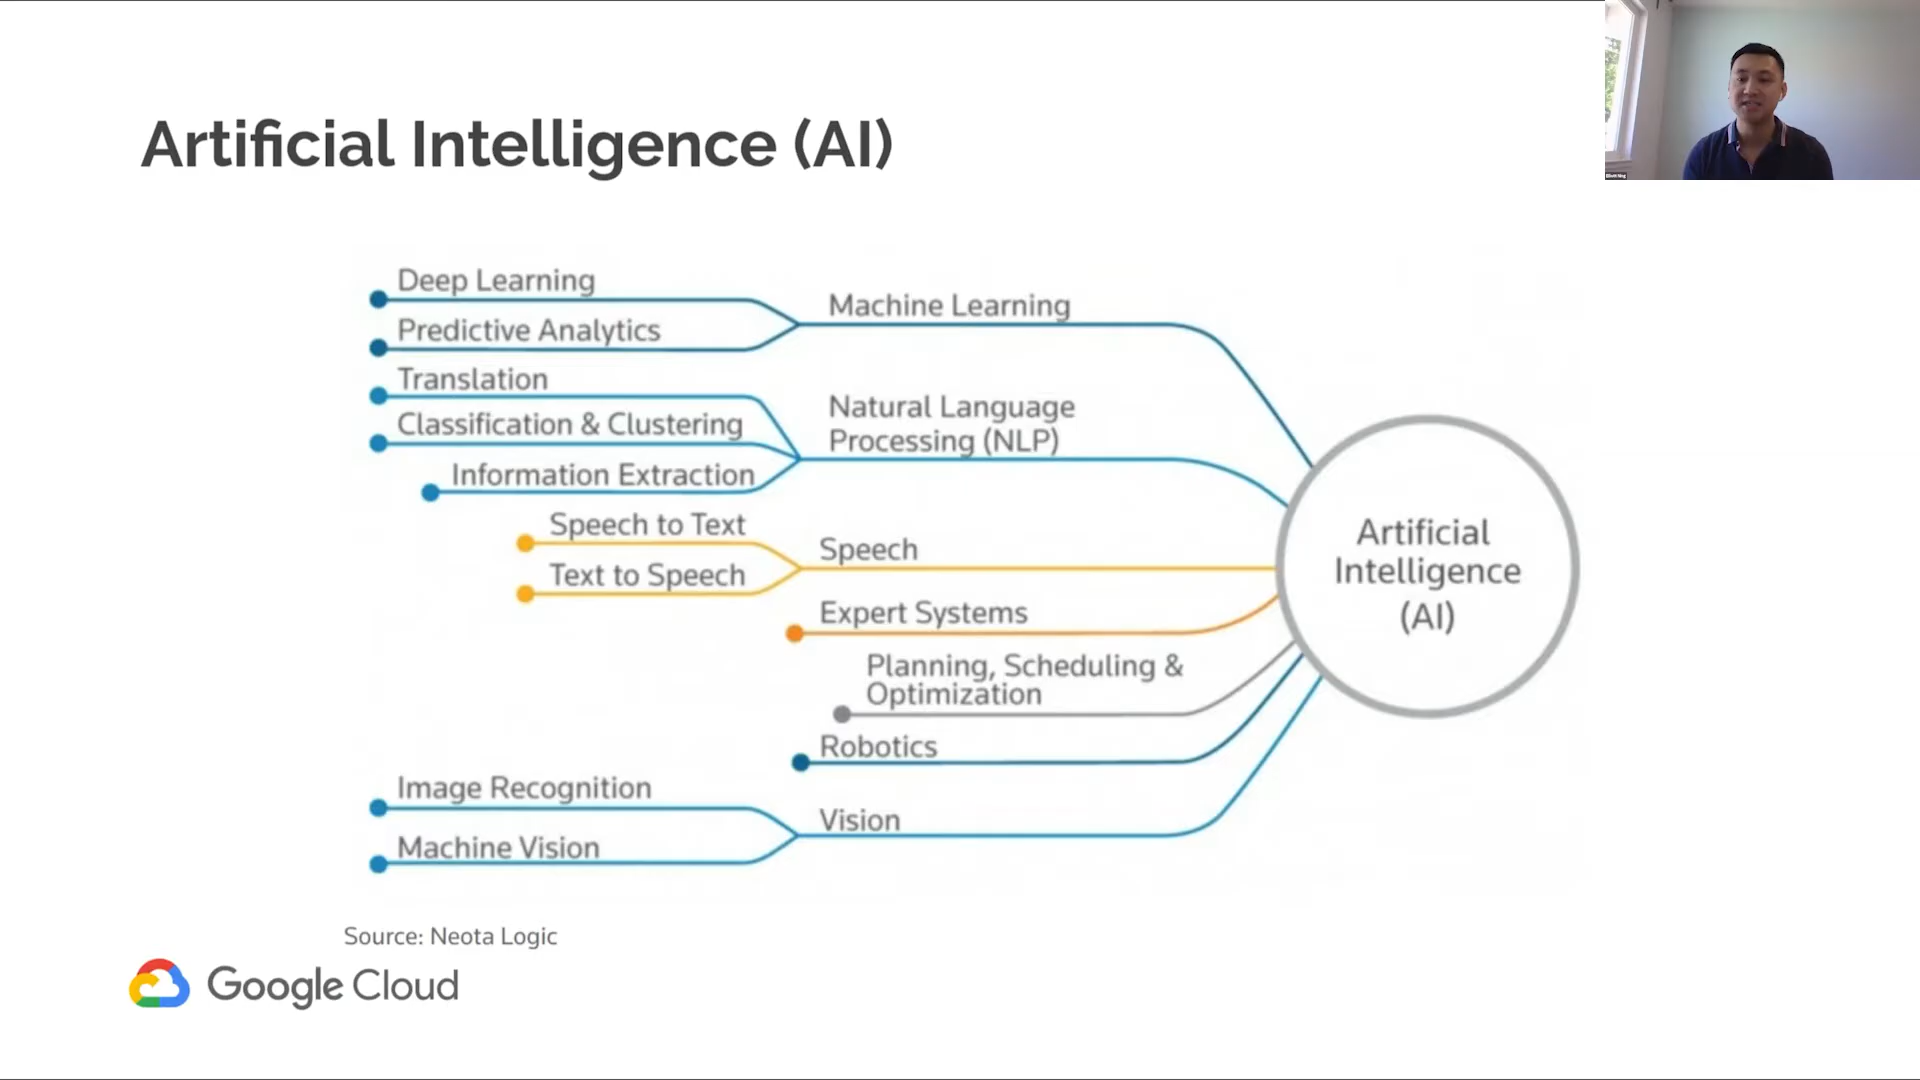 Artificial Intelligence (AI)
Deep Learning
Predictive Analytics
Machine Learning
Translation
Classification & Clustering
Information Extraction
Natural Language
Processing (NLP)
Speech to Text
Text to Speech
Speech
Expert Systems
Planning, Scheduling &
Optimization
Robotics
Image Recognition
Machine Vision
Vision
Artificial
Intelligence
(AI)
Source: Neota Logic
Google Cloud